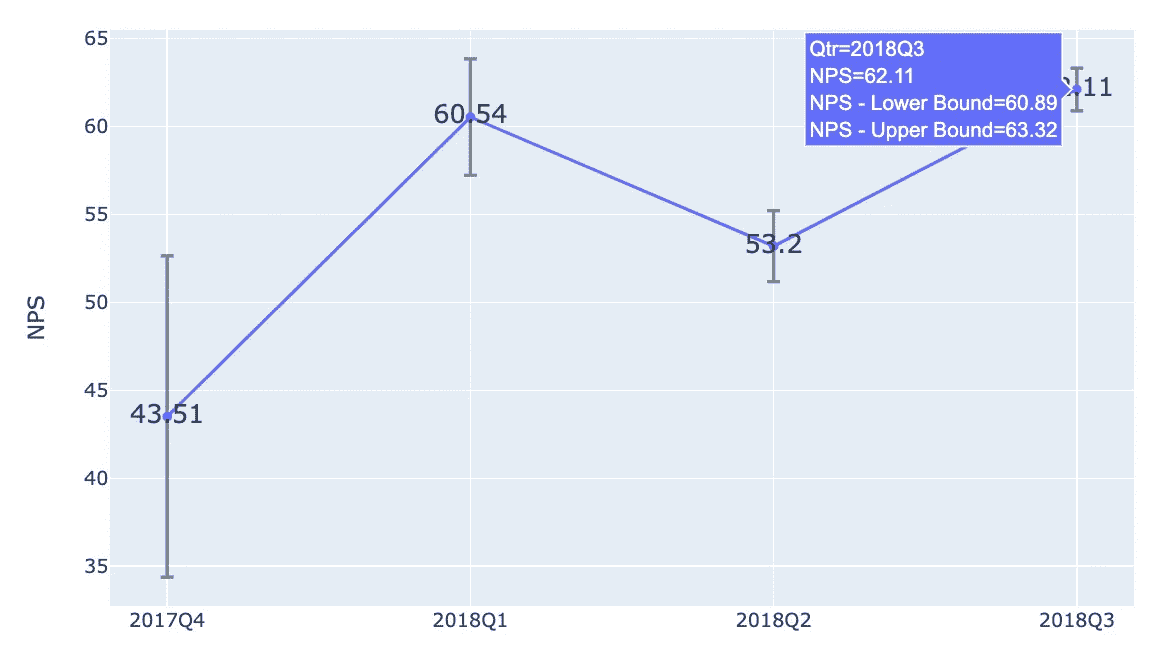 65
Qtr=2018Q3
NPS=62.11
NPS - Lower Bound=60.89
NPS - Upper Bound=63.32
.11
60
60.54
55
53.2
50
NPS
45
43.51
40
35
2017Q4 2018Q1 2018Q2 2018Q3